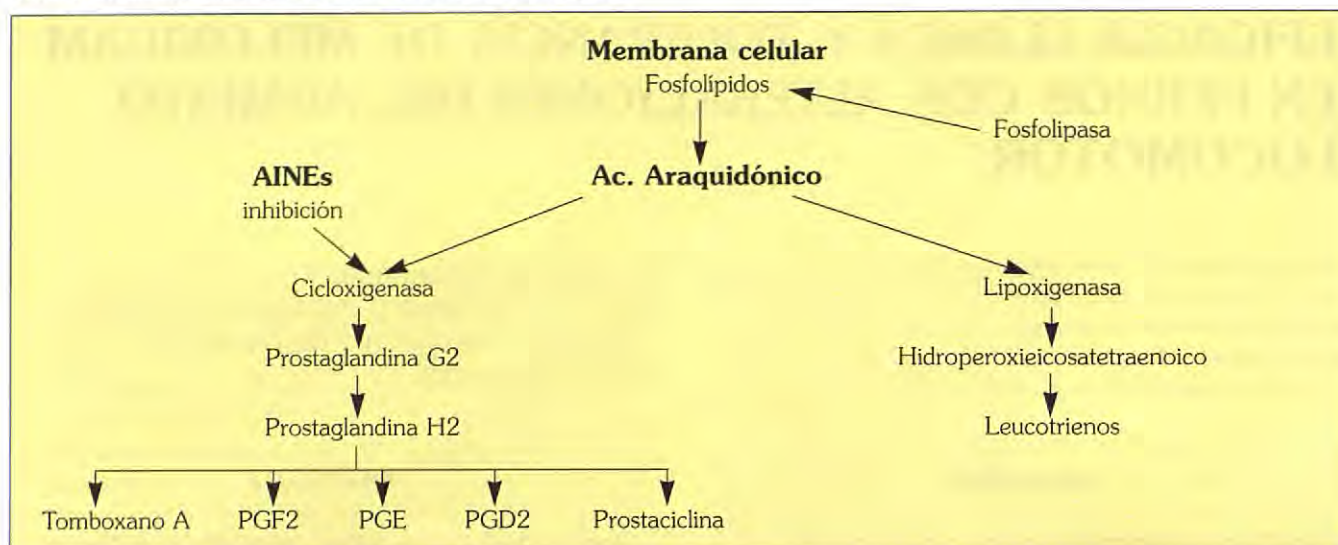 Membrana celular
Fosfolípidos
Fosfolipasa
AINEs
inhibición
Ac. Araquidónico
Cicloxigenasa
Lipoxigenasa
Prostaglandina G2
Hidroperoxieicosatetraenoico
Prostaglandina H2
Leucotrienos
Tomboxano A
PGF2
PGE
PGD2
Prostaciclina